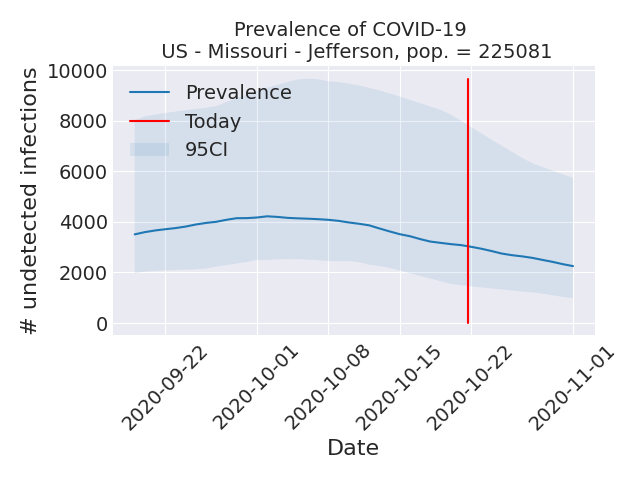 Prevalence of COVID-19
US - Missouri - Jefferson, pop. = 225081
# undetected infections
10000
8000
6000
4000
2000
0
Prevalence
Today
95CI
2020-09-22
2020-10-01
2020-10-08
2020-10-15
2020-10-22
2020-11-01
Date